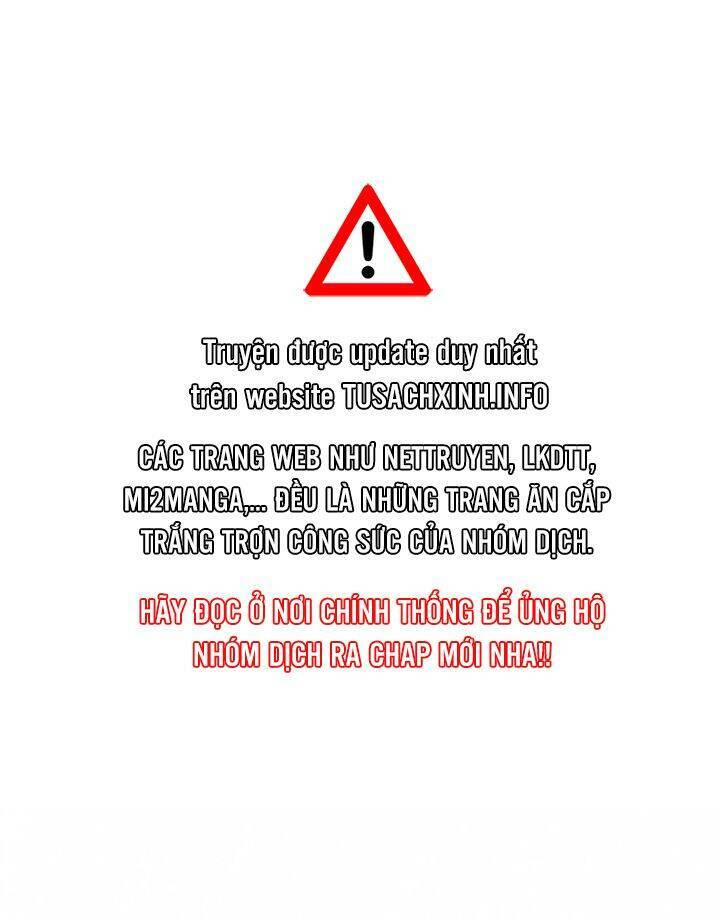 Truyện được update duy nhất
trên website TUSACHXINH.INFO
CÁC TRANG WEB NHƯ NETTRUYEN, LKDTT,
MI2MANGA,... ĐỀU LÀ NHỮNG TRANG ĂN CẮP
TRẮNG TRỢN CÔNG SỨC CỦA NHÓM DỊCH.
HÃY ĐỌC Ở NƠI CHÍNH THỐNG ĐỂ ỦNG HỘ
NHÓM DỊCH RA CHAP MỚI NHA!!